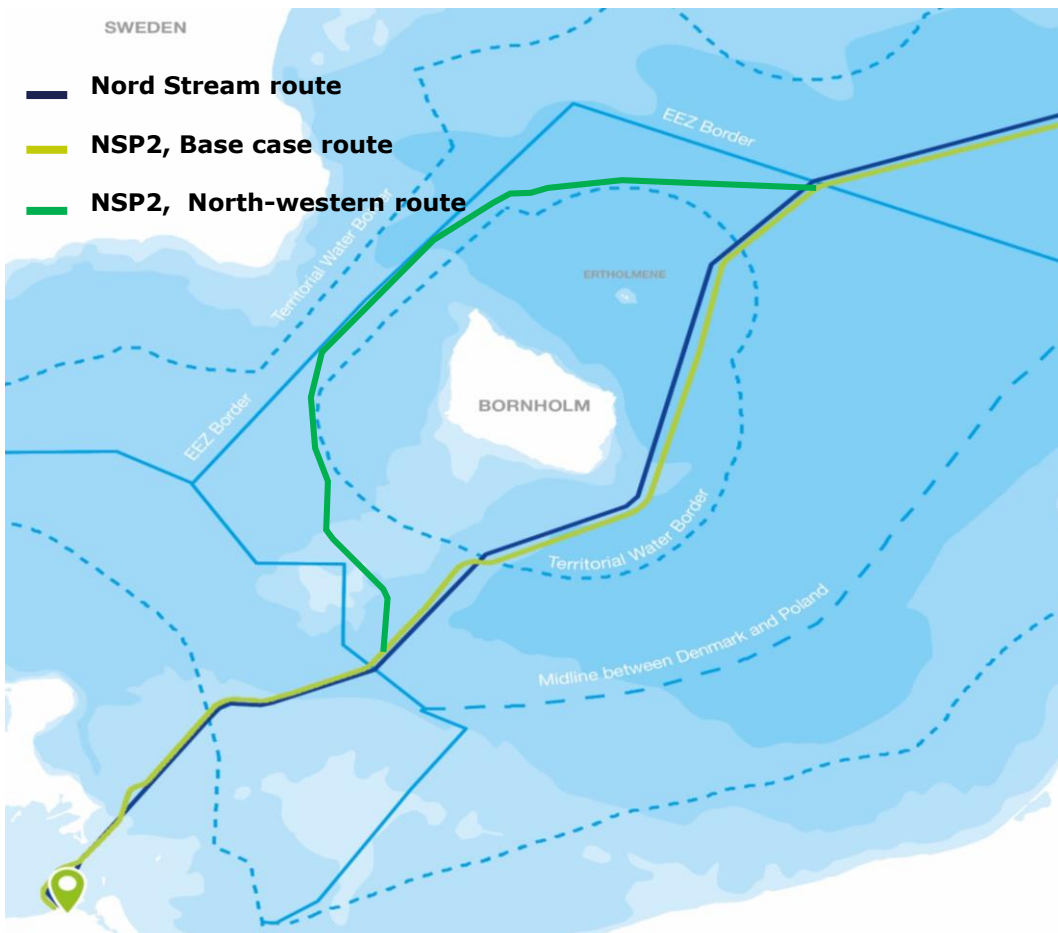 SWEDEN
Nord Stream route
NSP2, Base case route
NSP2, North-western route
EEZ Border
Territorial Water Border
ERTHOLMENE
BORNHOLM
EEZ Border
Territorial Water Border
Midline between Denmark and Poland